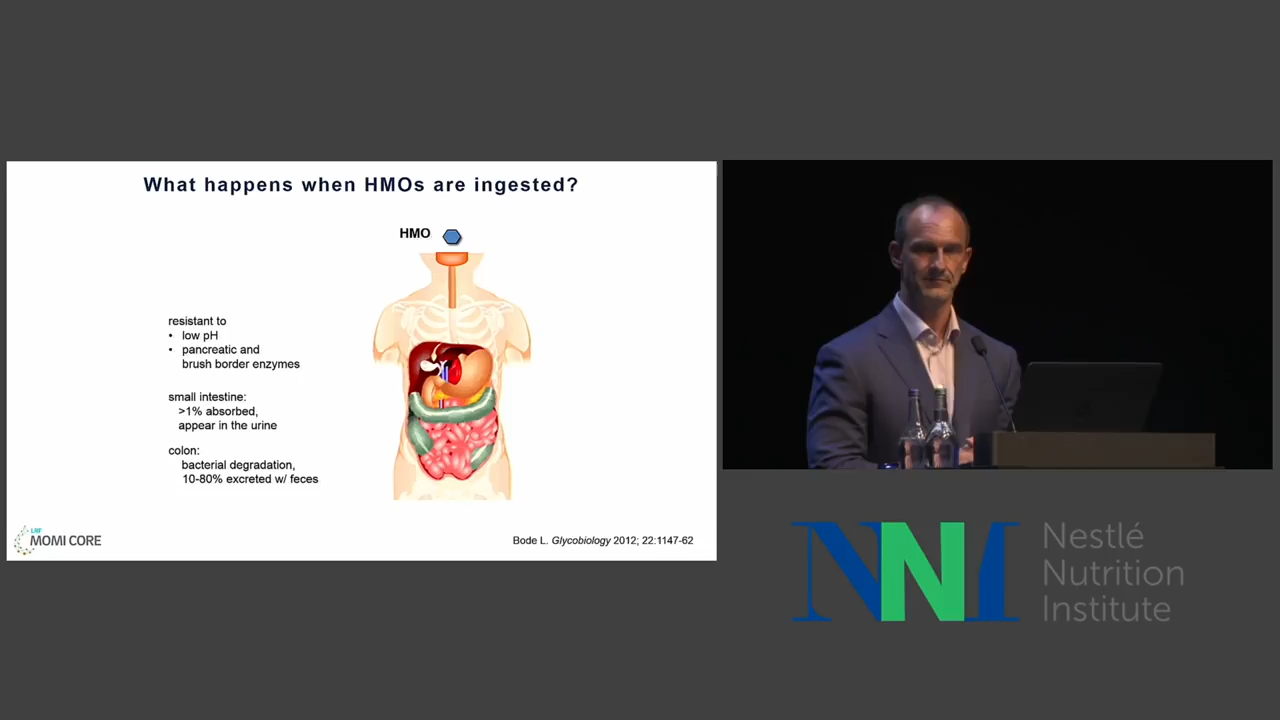 What happens when HMOs are ingested?
HMO
resistant to
• low pH
• pancreatic and
brush border enzymes
small intestine:
>1% absorbed,
appear in the urine
colon:
bacterial degradation,
10-80% excreted w/ feces
LRF
MOMI CORE
Bode L. Glycobiology 2012; 22:1147-62
NNI
Nestlé
Nutrition
Institute